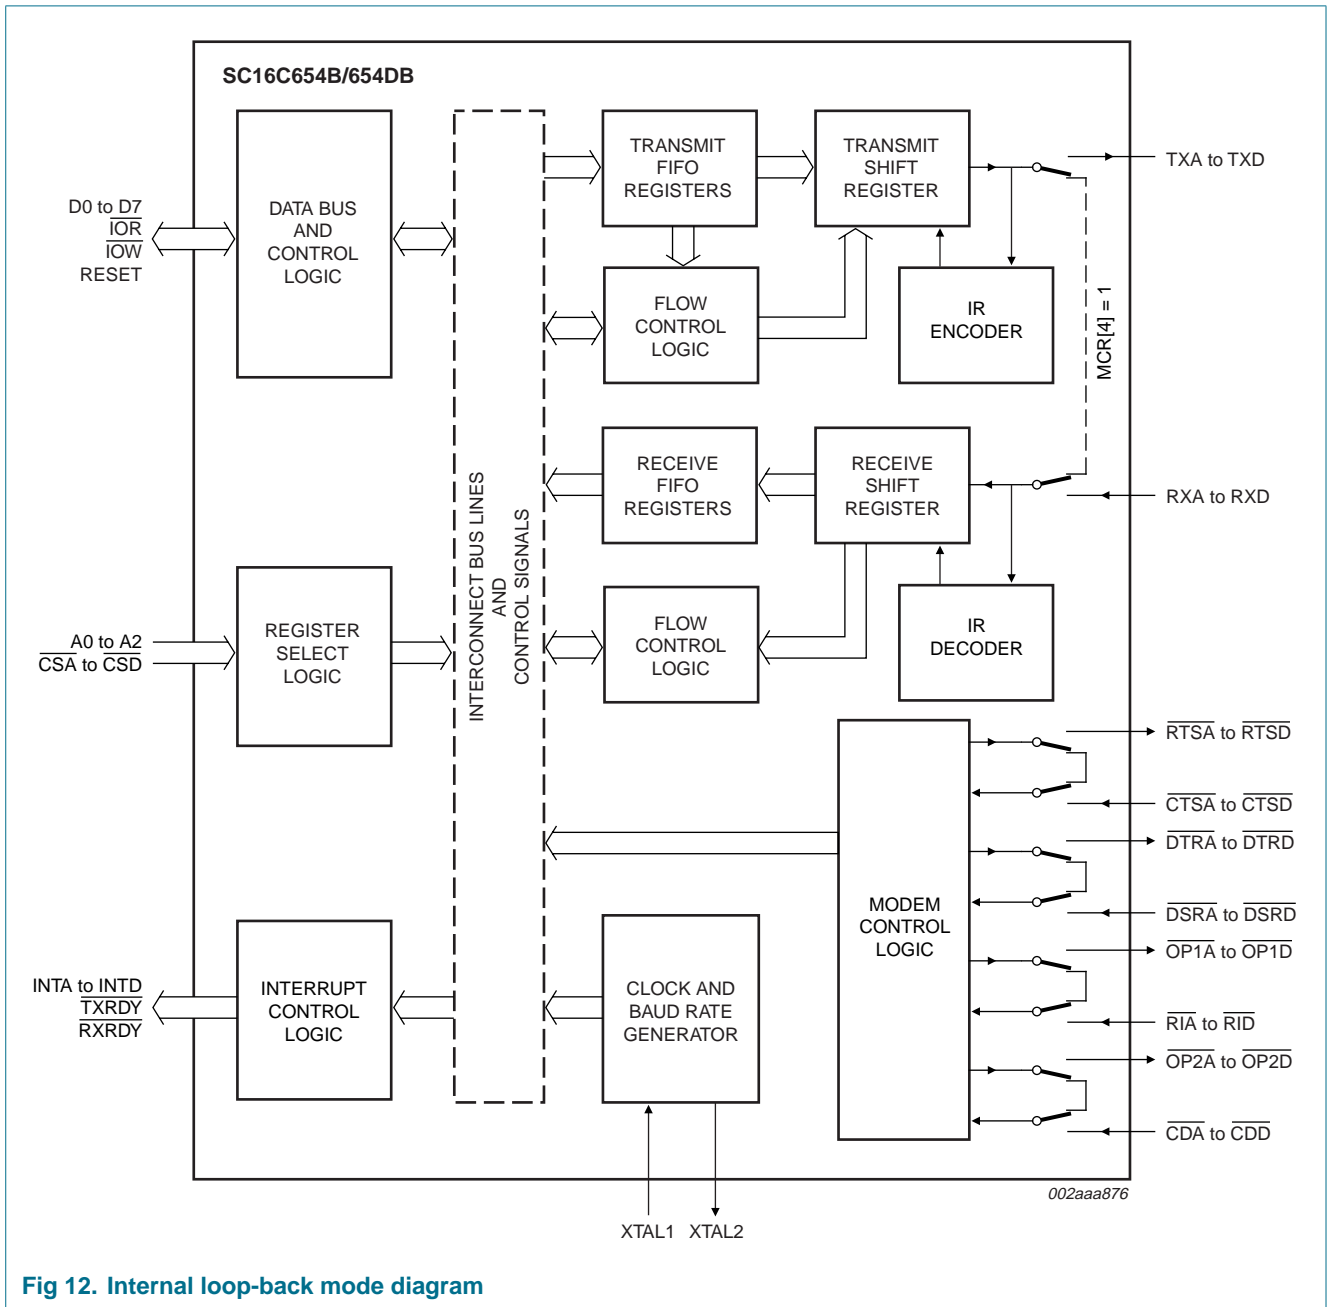 SC16C654B/654DB
D0 to D7
IOR
IOW
RESET
DATA BUS
AND
CONTROL
LOGIC
TRANSMIT
FIFO
REGISTERS
TRANSMIT
SHIFT
REGISTER
TXA to TXD
FLOW
CONTROL
LOGIC
IR
ENCODER
MCR[4] = 1
INTERCONNECT BUS LINES
AND
CONTROL SIGNALS
RECEIVE
FIFO
REGISTERS
RECEIVE
SHIFT
REGISTER
RXA to RXD
A0 to A2
CSA to CSD
REGISTER
SELECT
LOGIC
FLOW
CONTROL
LOGIC
IR
DECODER
MODEM
CONTROL
LOGIC
RTSA to RTSD
CTSA to CTSD
DTRA to DTRD
DSRA to DSRD
OP1A to OP1D
RIA to RID
OP2A to OP2D
CDA to CDD
INTA to INTD
TXRDY
RXRDY
INTERRUPT
CONTROL
LOGIC
CLOCK AND
BAUD RATE
GENERATOR
XTAL1 XTAL2
002aaa876
Fig 12. Internal loop-back mode diagram